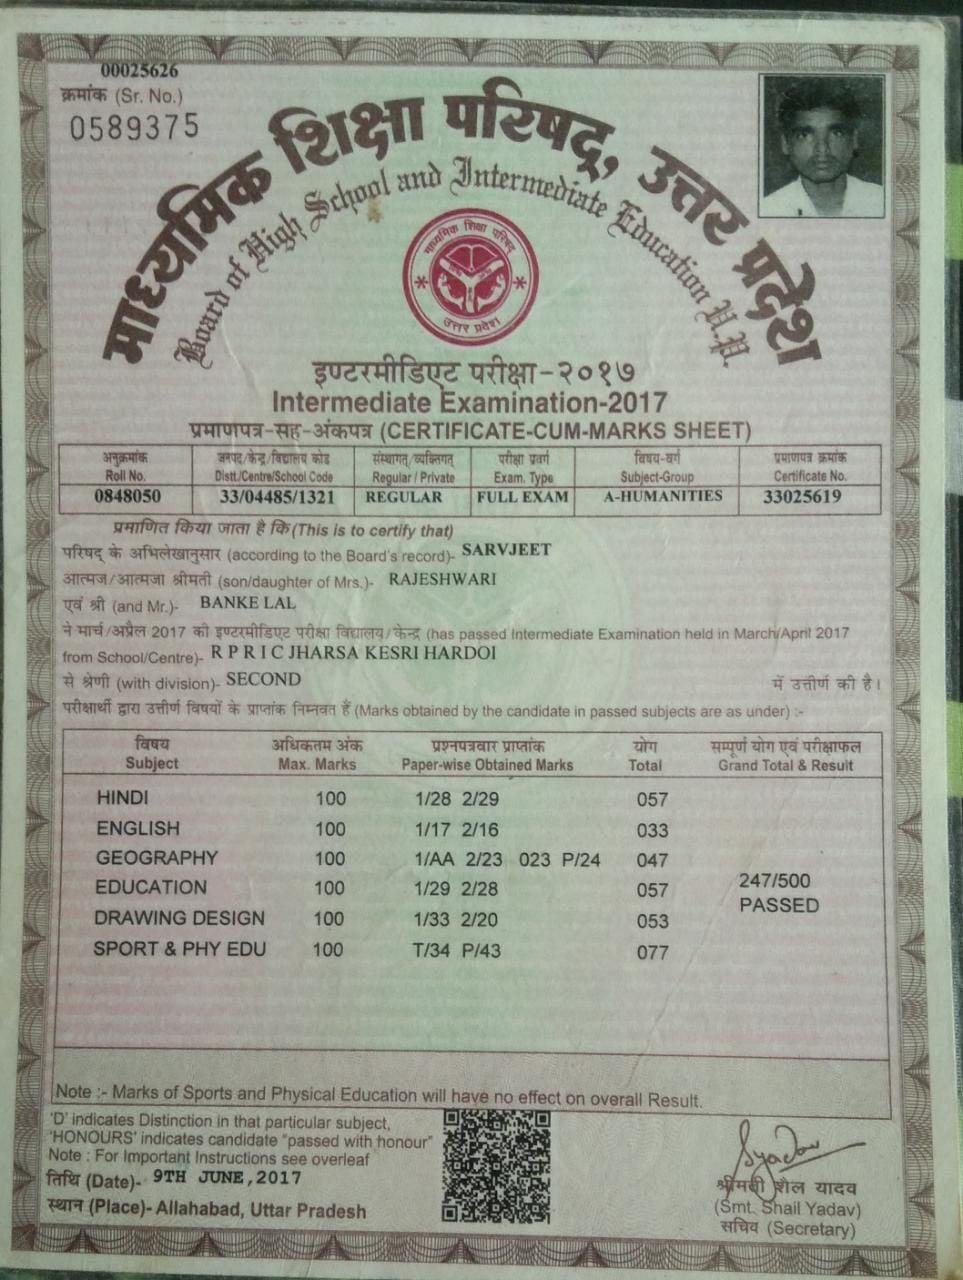 00025626
क्रमांक (Sr. No.)
0589375
माध्यमिक शिक्षा परिषद्, उत्तर प्रदेश
Board of High School and Intermediate Education U.P.
माध्यमिक शिक्षा परिषद्
उत्तर प्रदेश
इण्टरमीडिएट परीक्षा-२०१७
Intermediate Examination-2017
प्रमाणपत्र-सह-अंकपत्र (CERTIFICATE-CUM-MARKS SHEET)
अनुक्रमांक जनपद/केन्द्र/विद्यालय कोड संस्थागत/व्यक्तिगत परीक्षा प्रवर्ग विषय-वर्ग प्रमाणपत्र क्रमांक
Roll No. Distt./Centre/School Code Regular / Private Exam. Type Subject-Group Certificate No.
0848050 33/04485/1321 REGULAR FULL EXAM A-HUMANITIES 33025619
प्रमाणित किया जाता है कि (This is to certify that)
परिषद् के अभिलेखानुसार (according to the Board's record)- SARVJEET
आत्मज/आत्मजा श्रीमती (son/daughter of Mrs.)- RAJESHWARI
एवं श्री (and Mr.)- BANKE LAL
ने मार्च/अप्रैल 2017 की इण्टरमीडिएट परीक्षा विद्यालय/केन्द्र (has passed Intermediate Examination held in March/April 2017
from School/Centre)- R P R I C JHARSA KESRI HARDOI
से श्रेणी (with division)- SECOND में उत्तीर्ण की है।
परीक्षार्थी द्वारा उत्तीर्ण विषयों के प्राप्तांक निम्नवत हैं (Marks obtained by the candidate in passed subjects are as under) :-
विषय अधिकतम अंक प्रश्नपत्रवार प्राप्तांक योग सम्पूर्ण योग एवं परीक्षाफल
Subject Max. Marks Paper-wise Obtained Marks Total Grand Total & Result
HINDI 100 1/28 2/29 057
ENGLISH 100 1/17 2/16 033
GEOGRAPHY 100 1/AA 2/23 023 P/24 047
EDUCATION 100 1/29 2/28 057 247/500
DRAWING DESIGN 100 1/33 2/20 053 PASSED
SPORT & PHY EDU 100 T/34 P/43 077
Note :- Marks of Sports and Physical Education will have no effect on overall Result.
'D' indicates Distinction in that particular subject,
'HONOURS' indicates candidate "passed with honour"
Note : For Important Instructions see overleaf
तिथि (Date)- 9TH JUNE,2017
स्थान (Place)- Allahabad, Uttar Pradesh
Syadav
श्रीमती शैल यादव
(Smt. Shail Yadav)
सचिव (Secretary)